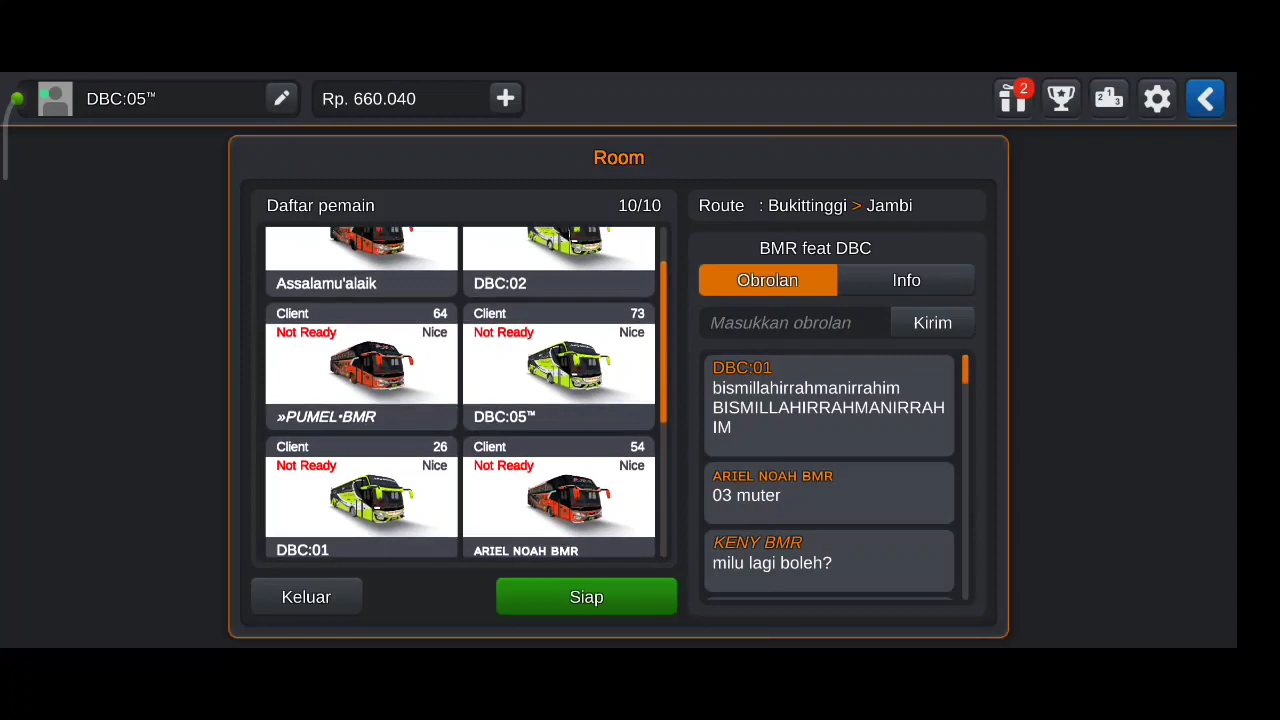 DBC:05™
Rp. 660.040
2
Room
Daftar pemain
10/10
Assalamu'alaik
DBC:02
Client
64
Not Ready
Nice
»PUMEL•BMR
Client
73
Not Ready
Nice
DBC:05™
Client
26
Not Ready
Nice
DBC:01
Client
54
Not Ready
Nice
ARIEL NOAH BMR
Keluar
Siap
Route : Bukittinggi > Jambi
BMR feat DBC
Obrolan
Info
Masukkan obrolan
Kirim
DBC:01
bismillahirrahmanirrahim
BISMILLAHIRRAHMANIRRAH
IM
ARIEL NOAH BMR
03 muter
KENY BMR
milu lagi boleh?